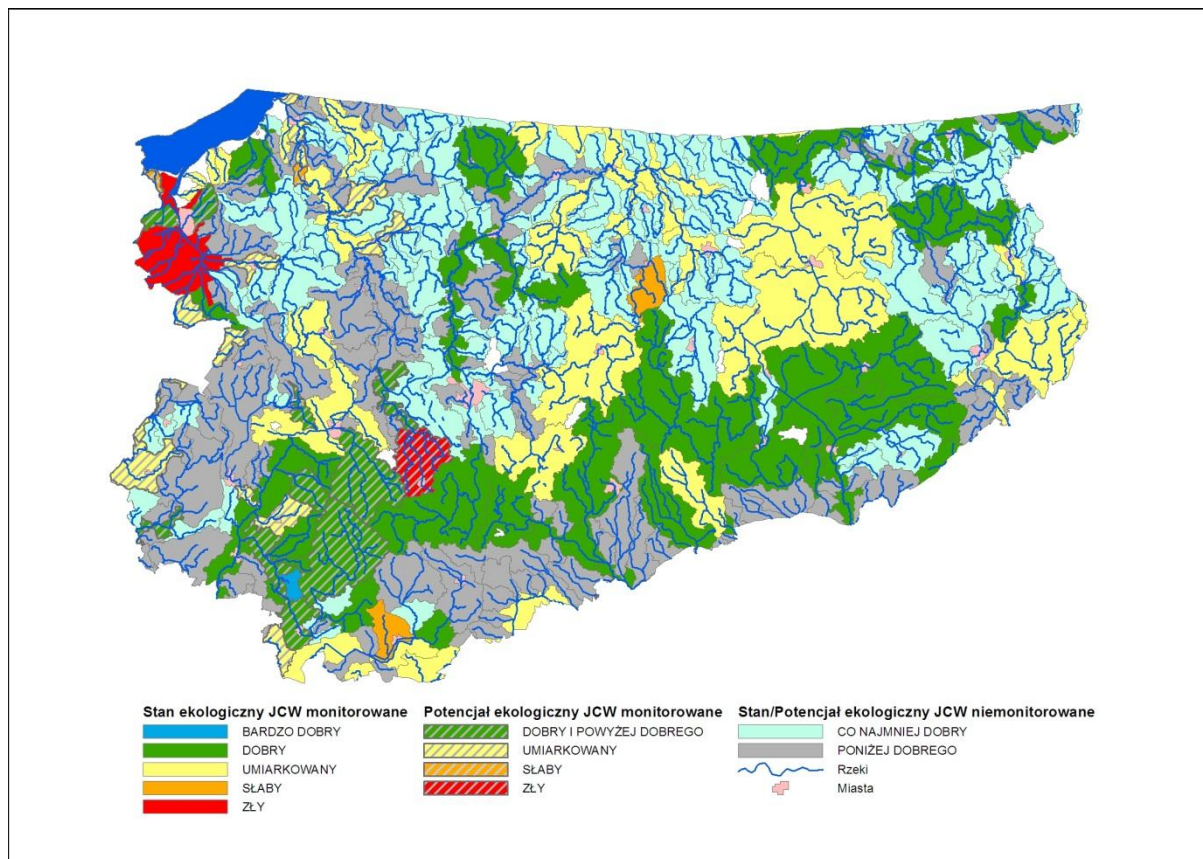 Stan ekologiczny JCW monitorowane
BARDZO DOBRY
DOBRY
UMIARKOWANY
SŁABY
ZŁY
Potencjał ekologiczny JCW monitorowane
DOBRY I POWYŻEJ DOBREGO
UMIARKOWANY
SŁABY
ZŁY
Stan/Potencjał ekologiczny JCW niemonitorowane
CO NAJMNIEJ DOBRY
PONIŻEJ DOBREGO
Rzeki
Miasta